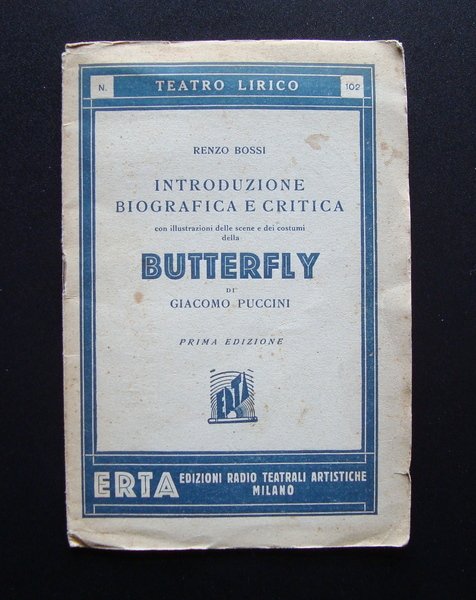 N. TEATRO LIRICO 102
RENZO BOSSI
INTRODUZIONE
BIOGRAFICA E CRITICA
con illustrazioni delle scene e dei costumi
della
BUTTERFLY
DI
GIACOMO PUCCINI
PRIMA EDIZIONE
ERTA
ERTA EDIZIONI RADIO TEATRALI ARTISTICHE
MILANO